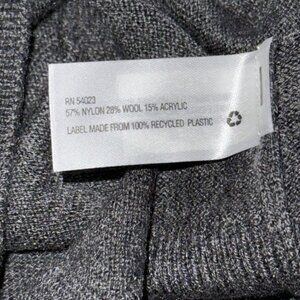 RN 54023
57% NYLON 28% WOOL 15% ACRYLIC
LABEL MADE FROM 100% RECYCLED PLASTIC